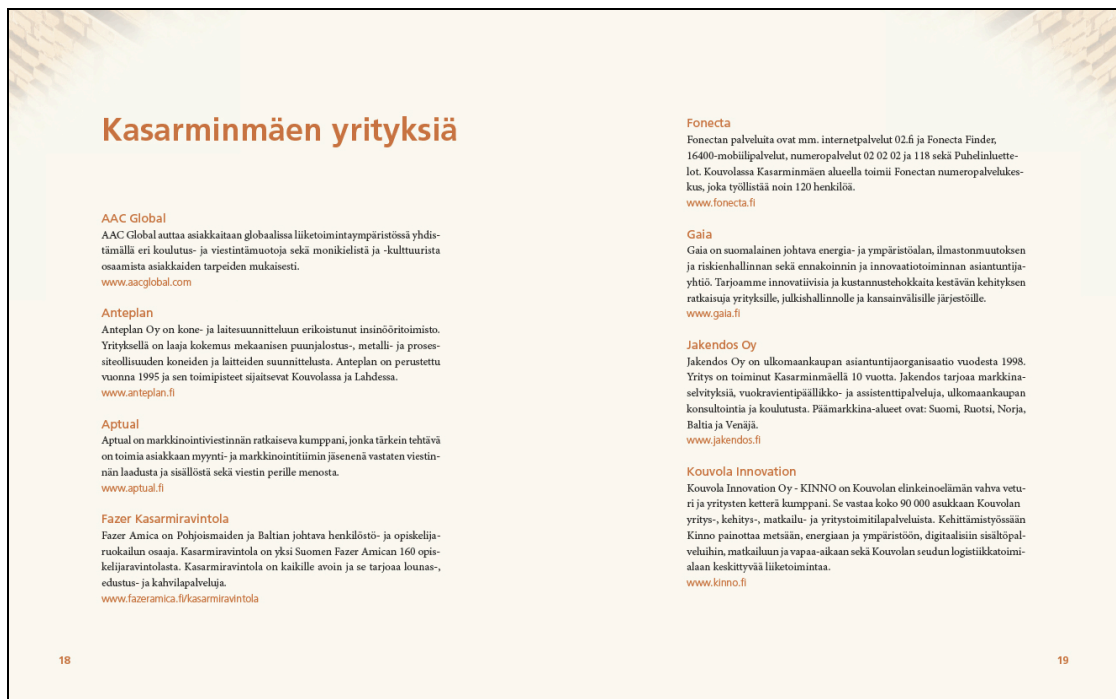 Kasarminmäen yrityksiä
AAC Global
AAC Global auttaa asiakkaitaan globaalissa liiketoimintaympäristössä yhdis-
tämällä eri koulutus- ja viestintämuotoja sekä monikielistä ja -kulttuurista
osaamista asiakkaiden tarpeiden mukaisesti.
www.aacglobal.com
Anteplan
Anteplan Oy on kone- ja laitesuunnitteluun erikoistunut insinööritoimisto.
Yrityksellä on laaja kokemus mekaanisen puunjalostus-, metalli- ja proses-
siteollisuuden koneiden ja laitteiden suunnittelusta. Anteplan on perustettu
vuonna 1995 ja sen toimipisteet sijaitsevat Kouvolassa ja Lahdessa.
www.anteplan.fi
Aptual
Aptual on markkinointiviestinnän ratkaiseva kumppani, jonka tärkein tehtävä
on toimia asiakkaan myynti- ja markkinointitiimin jäsenenä vastaten viestin-
nän laadusta ja sisällöstä sekä viestin perille menosta.
www.aptual.fi
Fazer Kasarmiravintola
Fazer Amica on Pohjoismaiden ja Baltian johtava henkilöstö- ja opiskelija-
ruokailun osaaja. Kasarmiravintola on yksi Suomen Fazer Amican 160 opis-
kelijaravintolasta. Kasarmiravintola on kaikille avoin ja se tarjoaa lounas-,
edustus- ja kahvilapalveluja.
www.fazeramica.fi/kasarmiravintola
18
Fonecta
Fonectan palveluita ovat mm. internetpalvelut 02.fi ja Fonecta Finder,
16400-mobiilipalvelut, numeropalvelut 02 02 02 ja 118 sekä Puhelinluette-
lot. Kouvolassa Kasarminmäen alueella toimii Fonectan numeropalvelukes-
kus, joka työllistää noin 120 henkilöä.
www.fonecta.fi
Gaia
Gaia on suomalainen johtava energia- ja ympäristöalan, ilmastonmuutoksen
ja riskienhallinnan sekä ennakoinnin ja innovaatiotoiminnan asiantuntija-
yhtiö. Tarjoamme innovatiivisia ja kustannustehokkaita kestävän kehityksen
ratkaisuja yrityksille, julkishallinnolle ja kansainvälisille järjestöille.
www.gaia.fi
Jakendos Oy
Jakendos Oy on ulkomaankaupan asiantuntijaorganisaatio vuodesta 1998.
Yritys on toiminut Kasarminmäellä 10 vuotta. Jakendos tarjoaa markkina-
selvityksiä, vuokravientipäällikko- ja assistenttipalveluja, ulkomaankaupan
konsultointia ja koulutusta. Päämarkkina-alueet ovat: Suomi, Ruotsi, Norja,
Baltia ja Venäjä.
www.jakendos.fi
Kouvola Innovation
Kouvola Innovation Oy - KINNO on Kouvolan elinkeinoelämän vahva vetu-
ri ja yritysten ketterä kumppani. Se vastaa koko 90 000 asukkaan Kouvolan
yritys-, kehitys-, matkailu- ja yritystoimitilapalveluista. Kehittämistyössään
Kinno painottaa metsään, energiaan ja ympäristöön, digitaalisiin sisältöpal-
veluihin, matkailuun ja vapaa-aikaan sekä Kouvolan seudun logistiikkatoimi-
alaan keskittyvää liiketoimintaa.
www.kinno.fi
19